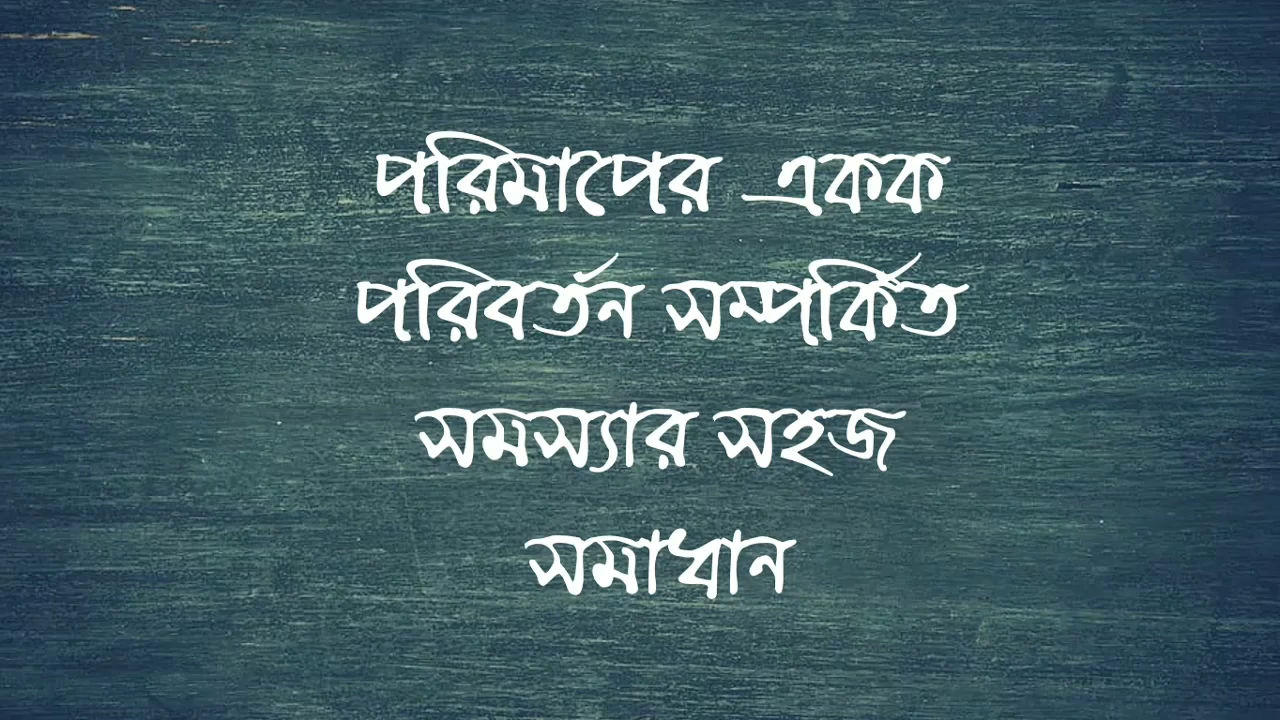 পরিমাপের একক
পরিবর্তন সম্পর্কিত
সমস্যার সহজ
সমাধান